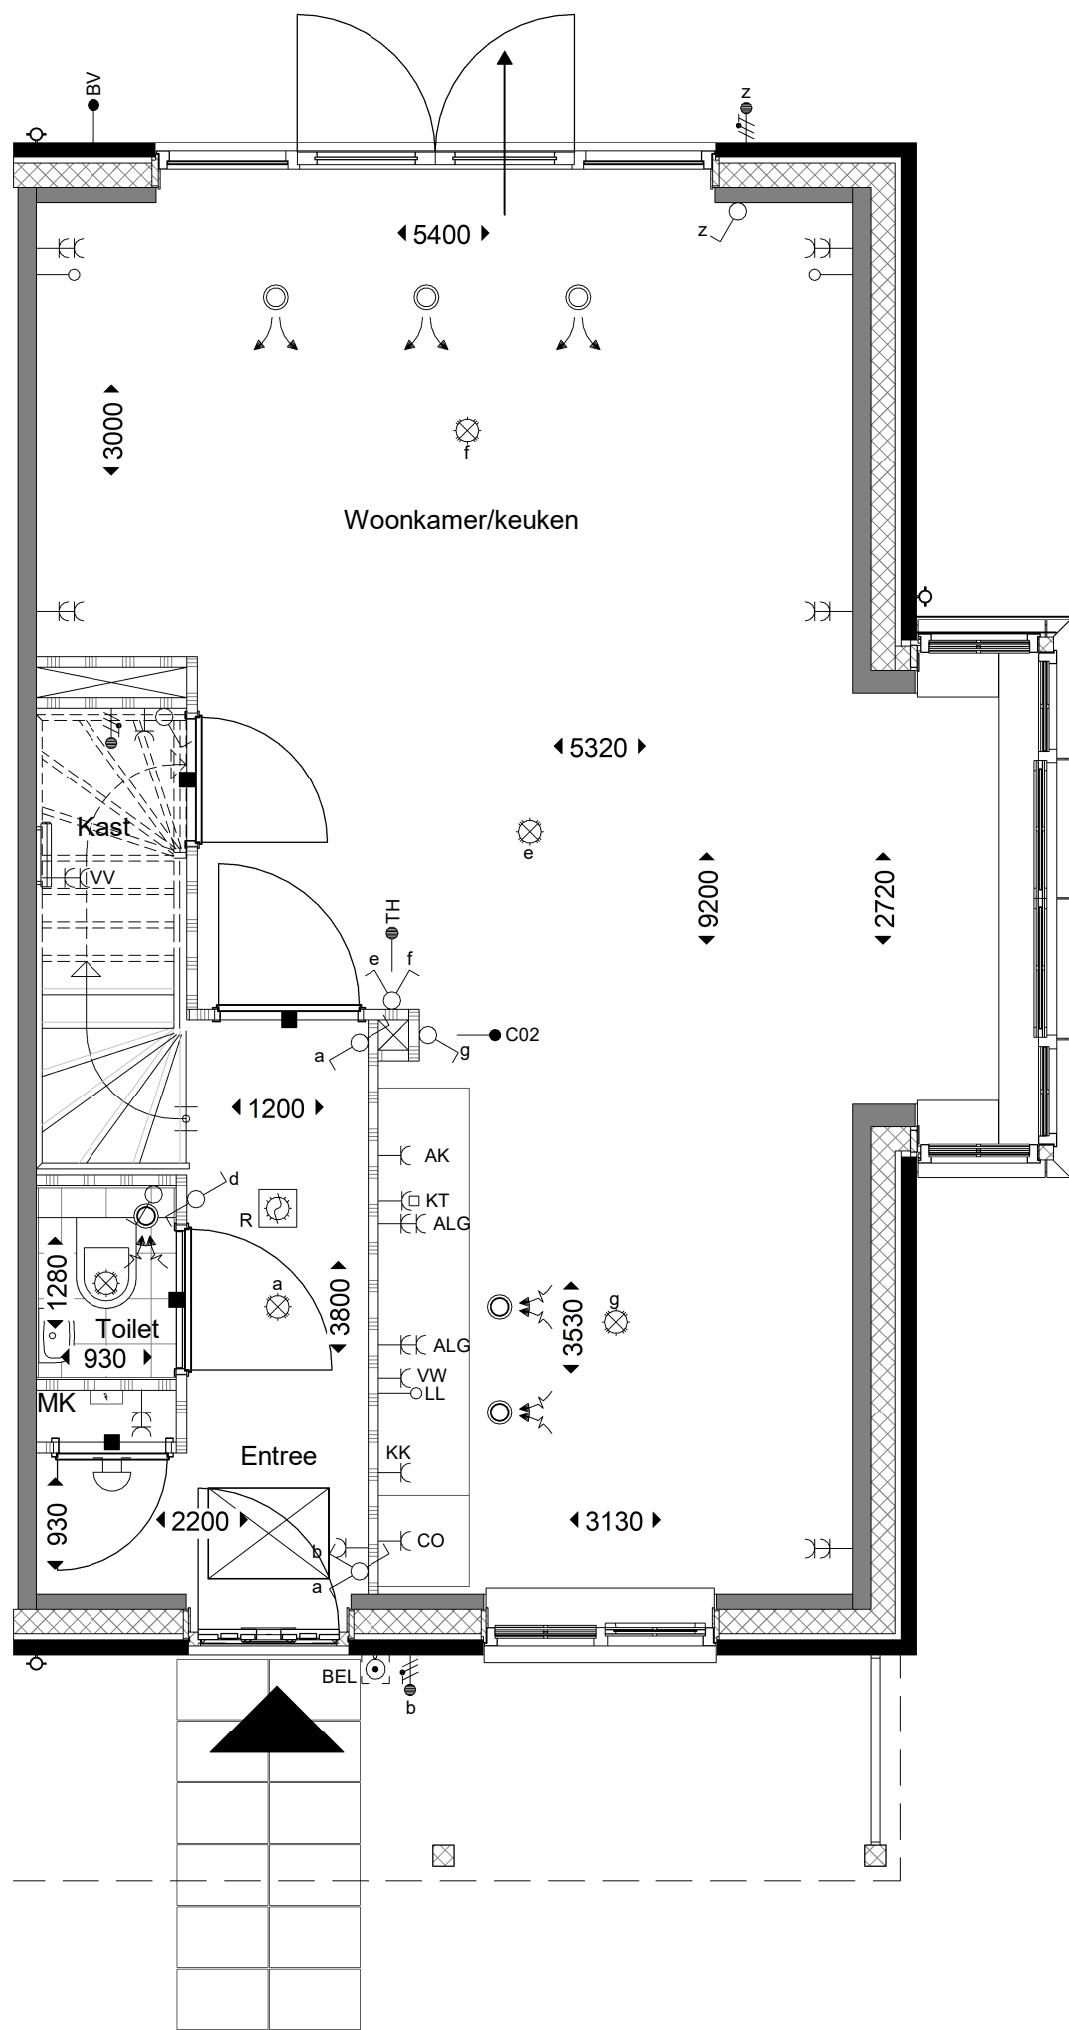 BV
z
5400
z
3000
f
Woonkamer/keuken
5320
Kast
e
VV
9200
2720
TH
e f
a
g
C02
1200
AK
d
KT
R
ALG
1280
a
3800
3530
g
Toilet
ALG
930
VW
LL
MK
KK
Entree
930
2200
3130
b
CO
a
BEL
b